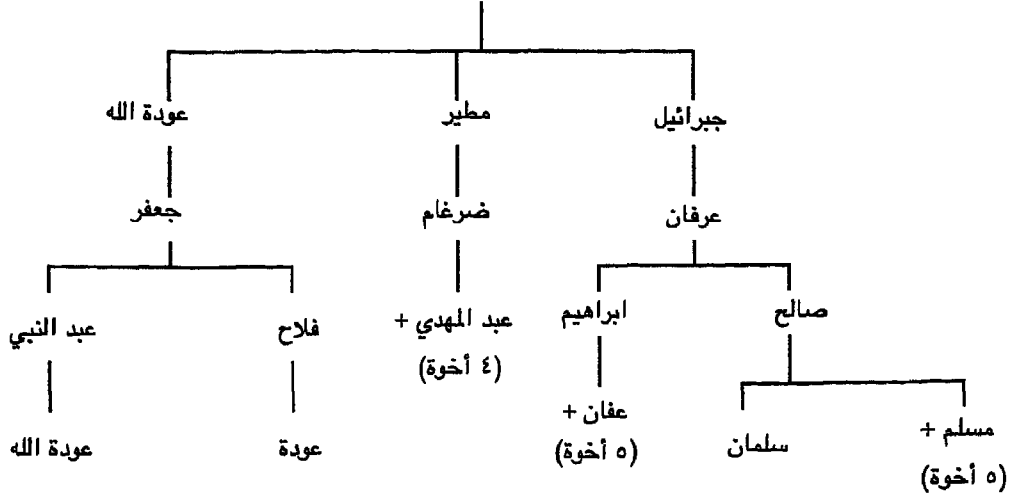 جبرائيل
مطير
عودة الله
عرفان
ضرغام
جعفر
صالح
ابراهيم
عبد المهدي +
(٤ أخوة)
فلاح
عبد النبي
مسلم +
(٥ أخوة)
سلمان
عفان +
(٥ أخوة)
عودة
عودة الله